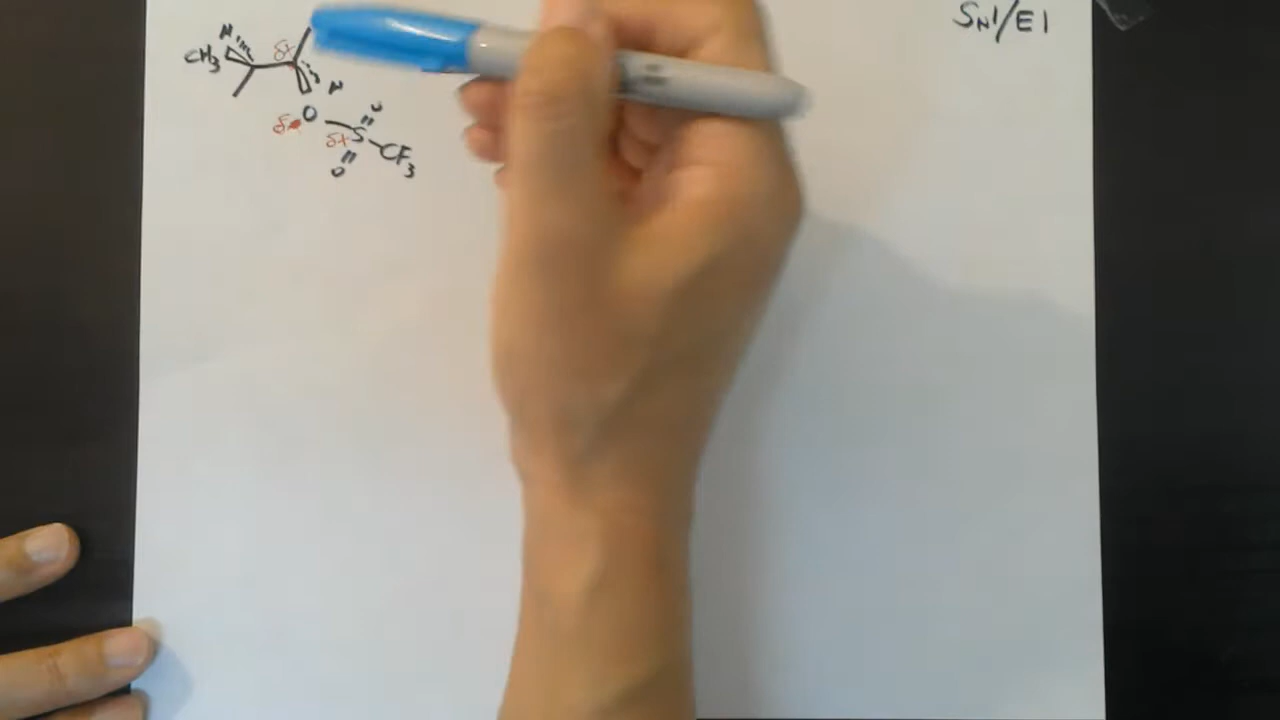 SN1/E1
H
CH3 δ+
H
O O
δ- δ+ S
CF3
O